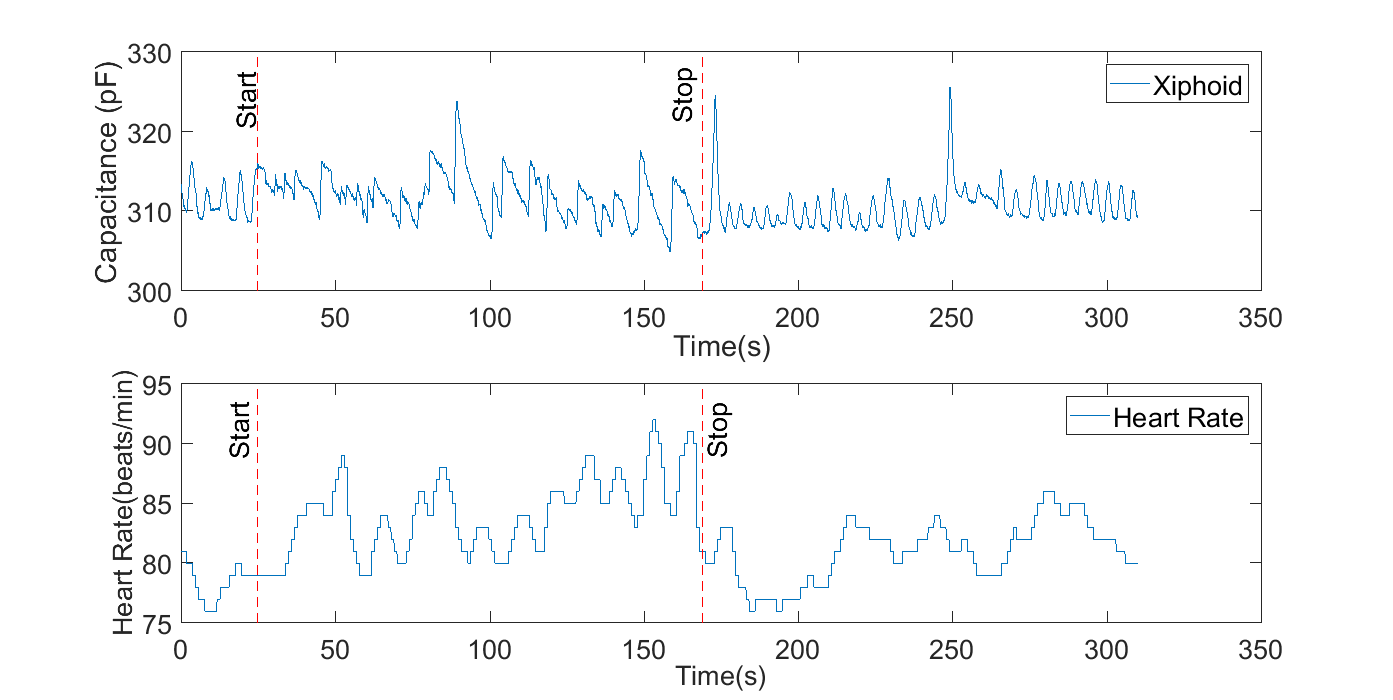 330
320
310
300
Capacitance (pF)
Start
Stop
Xiphoid
0 50 100 150 200 250 300 350
Time(s)
95
90
85
80
75
Heart Rate(beats/min)
Start
Stop
Heart Rate
0 50 100 150 200 250 300 350
Time(s)